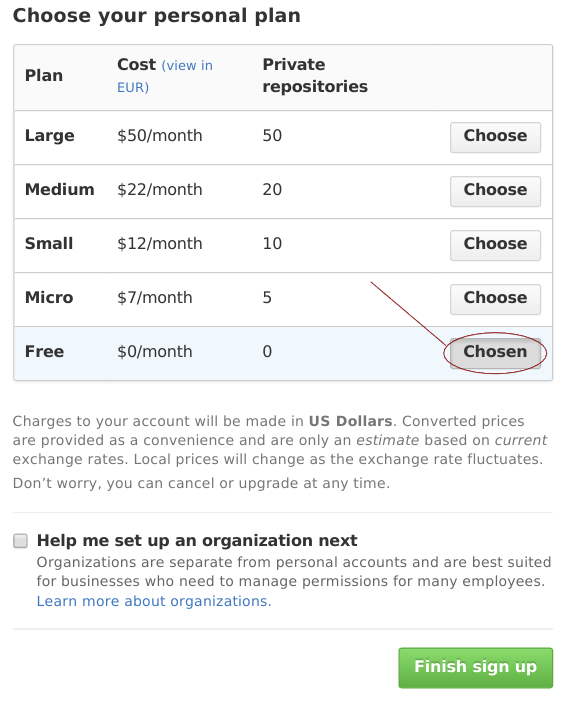 Choose your personal plan
Plan Cost (view in EUR) Private repositories
Large $50/month 50 Choose
Medium $22/month 20 Choose
Small $12/month 10 Choose
Micro $7/month 5 Choose
Free $0/month 0 Chosen
Charges to your account will be made in US Dollars. Converted prices
are provided as a convenience and are only an estimate based on current
exchange rates. Local prices will change as the exchange rate fluctuates.
Don’t worry, you can cancel or upgrade at any time.
Help me set up an organization next
Organizations are separate from personal accounts and are best suited
for businesses who need to manage permissions for many employees.
Learn more about organizations.
Finish sign up